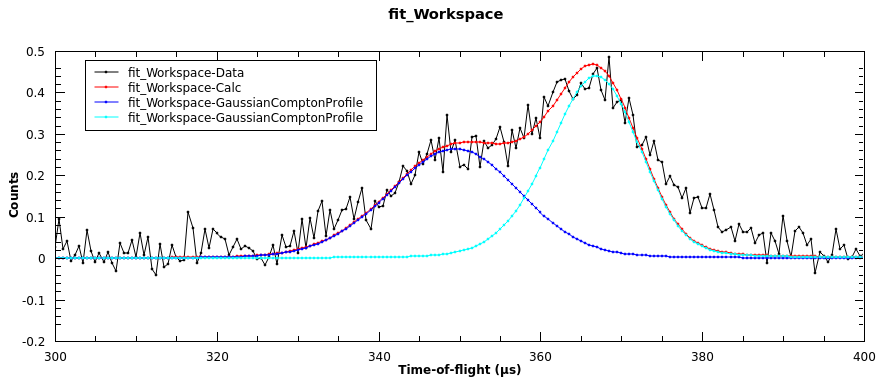 fit_Workspace
0.5
fit_Workspace-Data
fit_Workspace-Calc
0.4
fit_Workspace-GaussianComptonProfile
fit_Workspace-GaussianComptonProfile
0.3
0.2
Counts
0.1
0
-0.1
-0.2
300 320 340 360 380 400
Time-of-flight (µs)